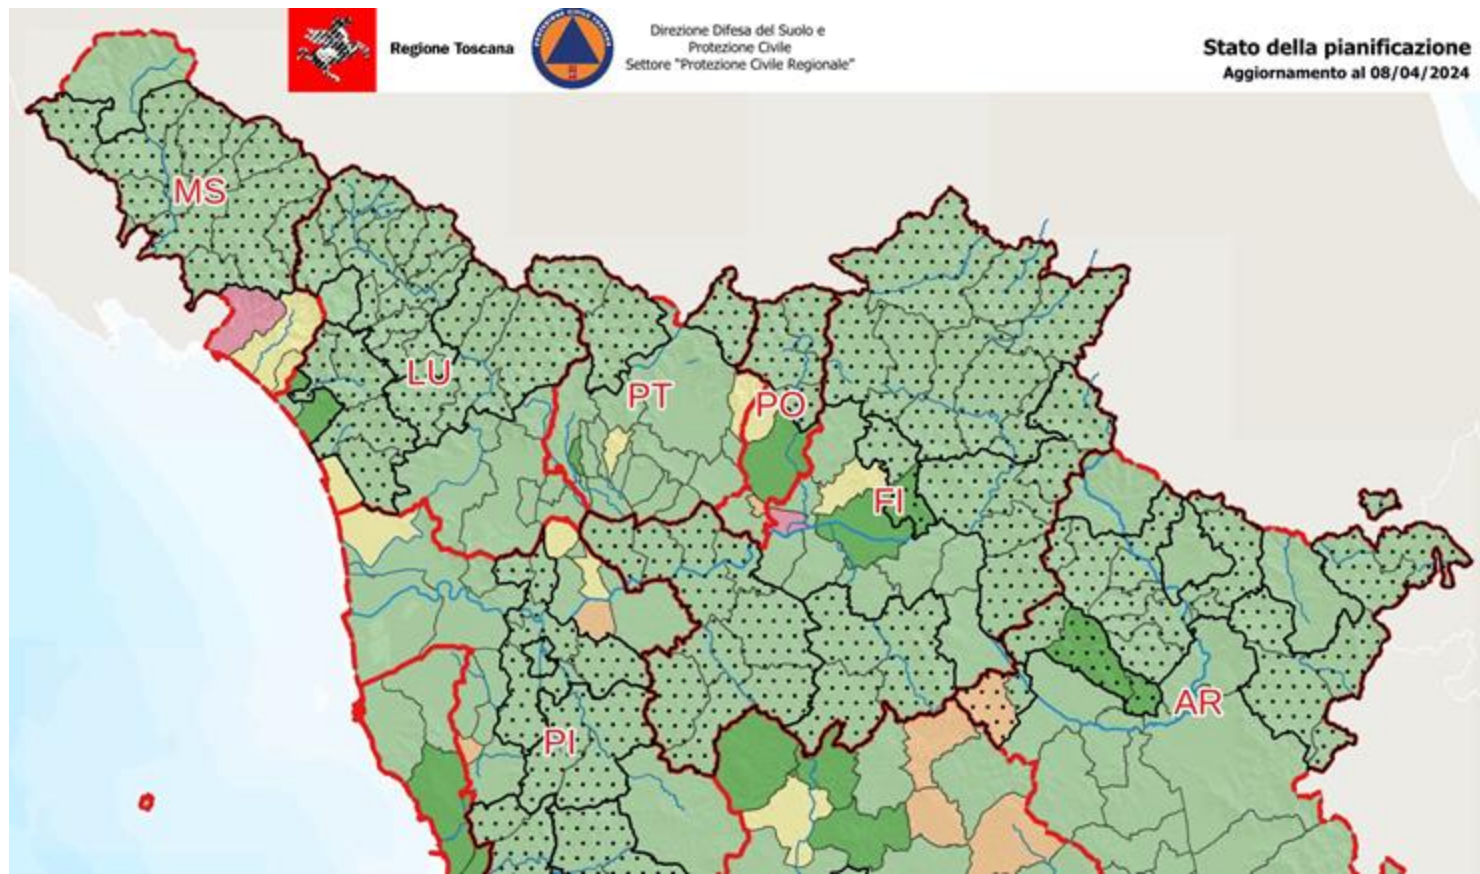 Regione Toscana
Direzione Difesa del Suolo e
Protezione Civile
Settore "Protezione Civile Regionale"
Stato della pianificazione
Aggiornamento al 08/04/2024
MS
LU
PT
PO
FI
AR
PI